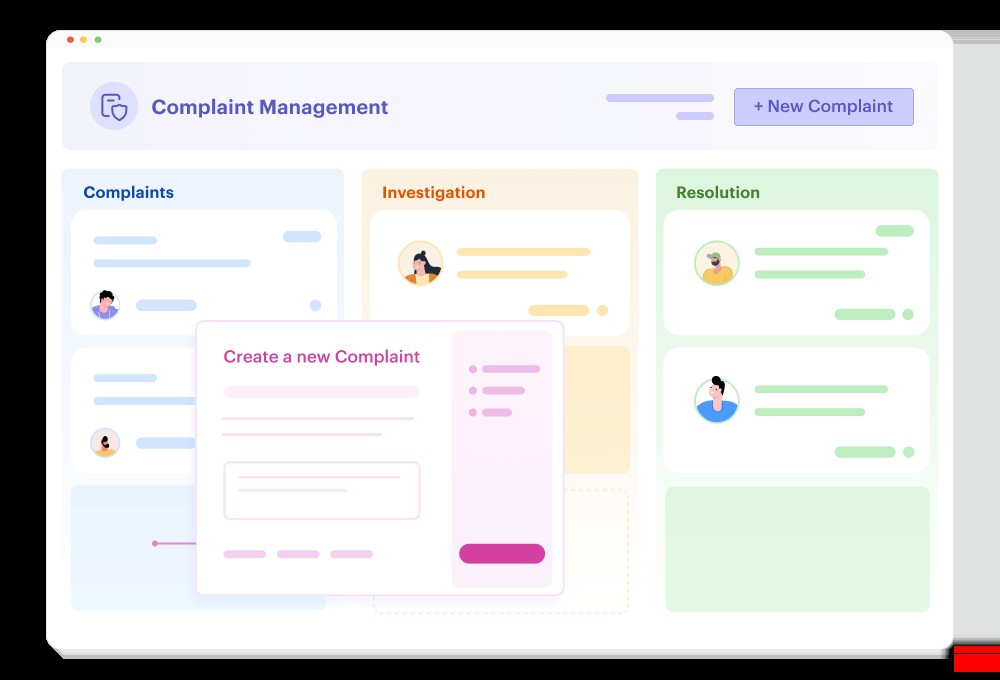 Complaint Management
+ New Complaint
Complaints
Investigation
Resolution
Create a new Complaint